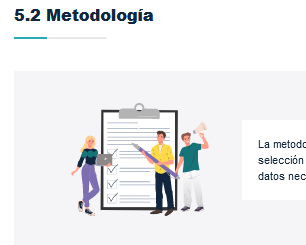 5.2 Metodología
La metodo
selección
datos nec